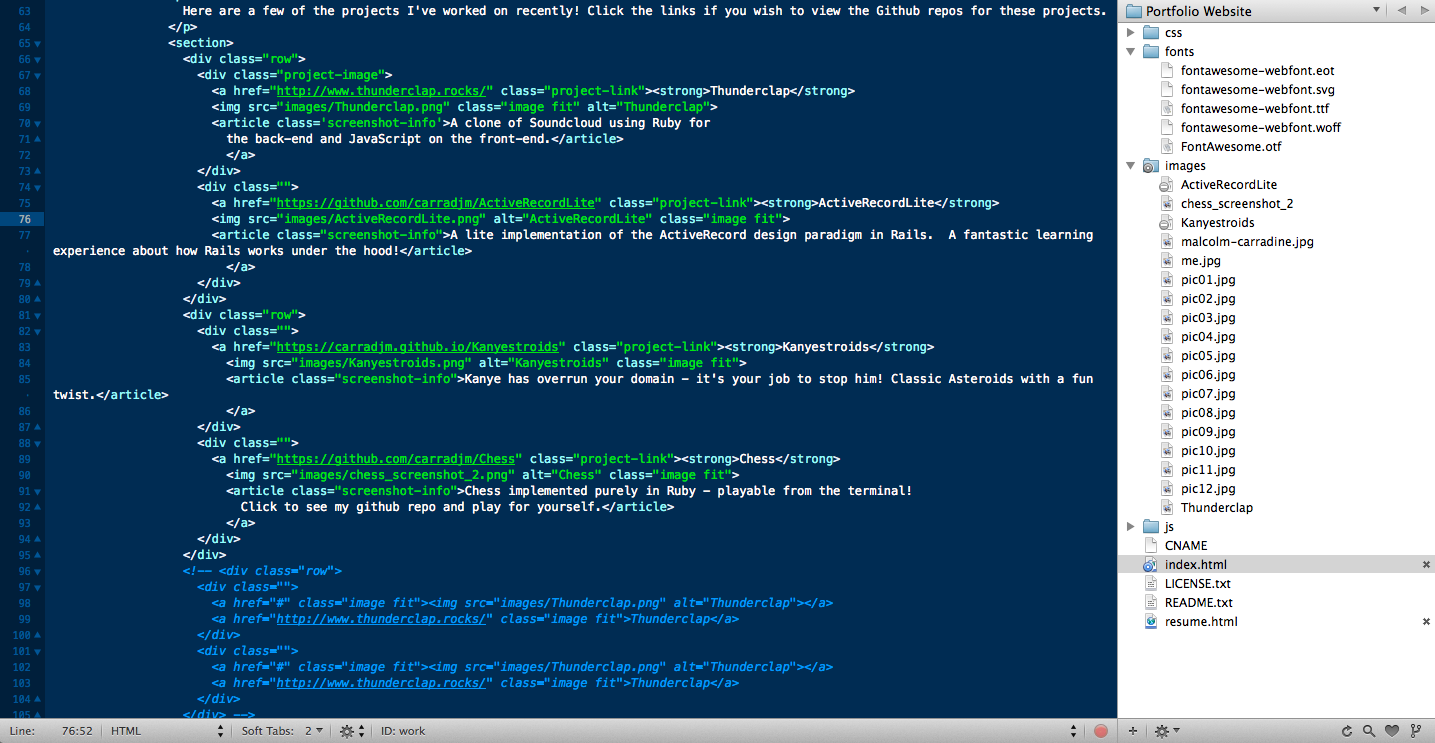 63 Here are a few of the projects I've worked on recently! Click the links if you wish to view the Github repos for these projects.
64 </p>
65 <section>
66 <div class="row">
67 <div class="project-image">
68 <a href="http://www.thunderclap.rocks/" class="project-link"><strong>Thunderclap</strong>
69 <img src="images/Thunderclap.png" class="image fit" alt="Thunderclap">
70 <article class='screenshot-info'>A clone of Soundcloud using Ruby for
71 the back-end and JavaScript on the front-end.</article>
72 </a>
73 </div>
74 <div class="">
75 <a href="https://github.com/carradjm/ActiveRecordLite" class="project-link"><strong>ActiveRecordLite</strong>
76 <img src="images/ActiveRecordLite.png" alt="ActiveRecordLite" class="image fit">
77 <article class="screenshot-info">A lite implementation of the ActiveRecord design paradigm in Rails.  A fantastic learning
experience about how Rails works under the hood!</article>
78 </a>
79 </div>
80 </div>
81 <div class="row">
82 <div class="">
83 <a href="https://carradjm.github.io/Kanyestroids" class="project-link"><strong>Kanyestroids</strong>
84 <img src="images/Kanyestroids.png" alt="Kanyestroids" class="image fit">
85 <article class="screenshot-info">Kanye has overrun your domain - it's your job to stop him! Classic Asteroids with a fun
twist.</article>
86 </a>
87 </div>
88 <div class="">
89 <a href="https://github.com/carradjm/Chess" class="project-link"><strong>Chess</strong>
90 <img src="images/chess_screenshot_2.png" alt="Chess" class="image fit">
91 <article class="screenshot-info">Chess implemented purely in Ruby - playable from the terminal!
92 Click to see my github repo and play for yourself.</article>
93 </a>
94 </div>
95 </div>
96 <!-- <div class="row">
97 <div class="">
98 <a href="#" class="image fit"><img src="images/Thunderclap.png" alt="Thunderclap"></a>
99 <a href="http://www.thunderclap.rocks/" class="image fit">Thunderclap</a>
100 </div>
101 <div class="">
102 <a href="#" class="image fit"><img src="images/Thunderclap.png" alt="Thunderclap"></a>
103 <a href="http://www.thunderclap.rocks/" class="image fit">Thunderclap</a>
104 </div>
105 </div> -->
Line: 76:52 HTML Soft Tabs: 2 ID: work
Portfolio Website
css
fonts
fontawesome-webfont.eot
fontawesome-webfont.svg
fontawesome-webfont.ttf
fontawesome-webfont.woff
FontAwesome.otf
images
ActiveRecordLite
chess_screenshot_2
Kanyestroids
malcolm-carradine.jpg
me.jpg
pic01.jpg
pic02.jpg
pic03.jpg
pic04.jpg
pic05.jpg
pic06.jpg
pic07.jpg
pic08.jpg
pic09.jpg
pic10.jpg
pic11.jpg
pic12.jpg
Thunderclap
js
CNAME
index.html
LICENSE.txt
README.txt
resume.html